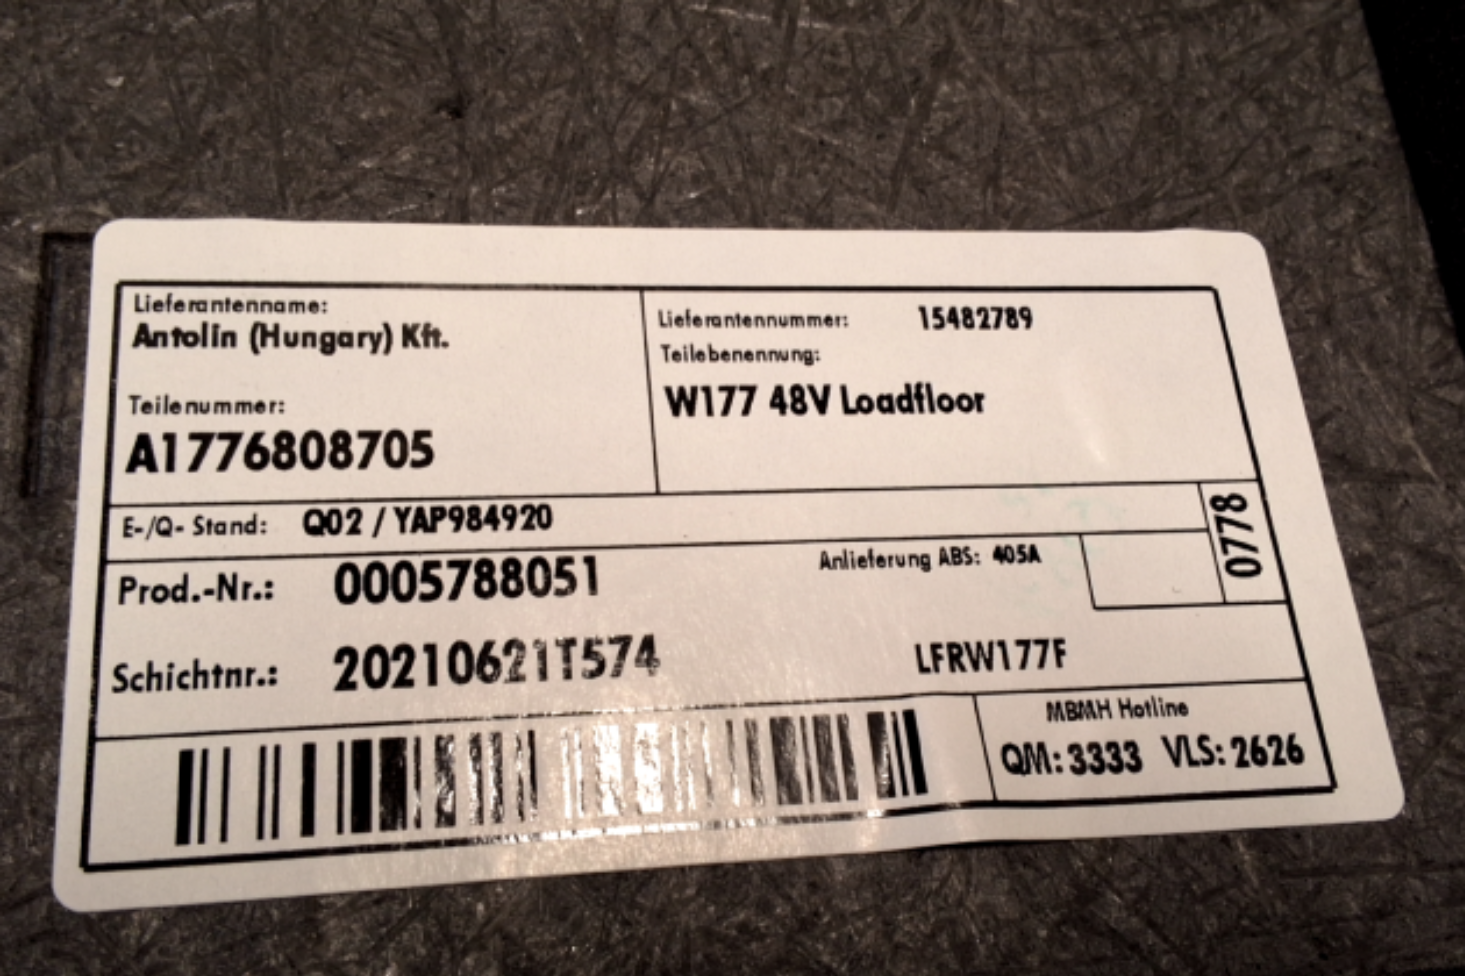 Lieferantenname:
Antolin (Hungary) Kft.
Lieferantennummer: 15482789
Teilebenennung:
W177 48V Loadfloor
Teilenummer:
A1776808705
E-/Q- Stand: Q02 / YAP984920
0778
Prod.-Nr.: 0005788051
Anlieferung ABS: 405A
Schichtnr.: 20210621T574
LFRW177F
MBMH Hotline
QM: 3333 VLS: 2626